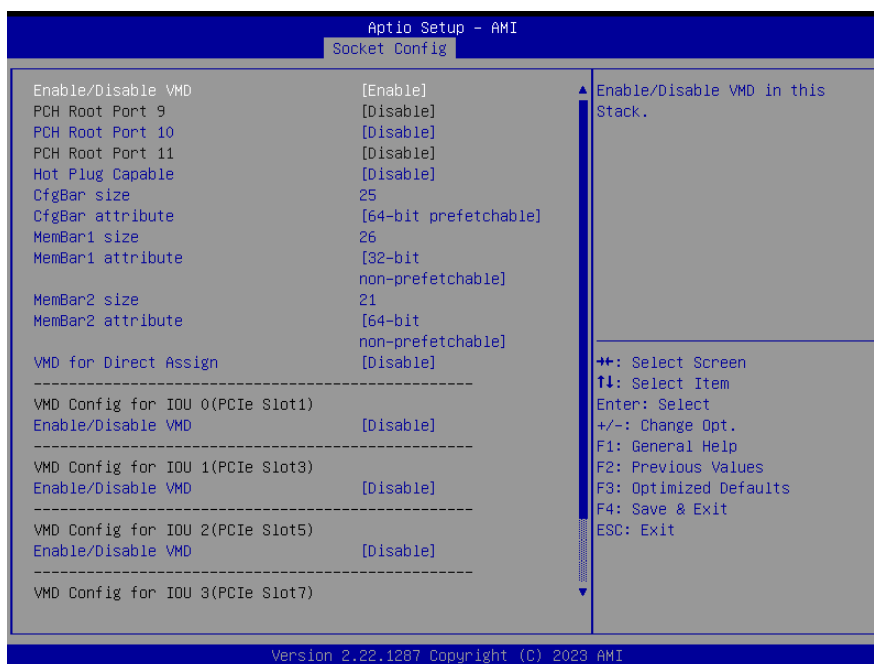 Aptio Setup – AMI
Socket Config
Enable/Disable VMD [Enable]
PCH Root Port 9 [Disable]
PCH Root Port 10 [Disable]
PCH Root Port 11 [Disable]
Hot Plug Capable [Disable]
CfgBar size 25
CfgBar attribute [64-bit prefetchable]
MemBar1 size 26
MemBar1 attribute [32-bit
non-prefetchable]
MemBar2 size 21
MemBar2 attribute [64-bit
non-prefetchable]
VMD for Direct Assign [Disable]
VMD Config for IOU 0(PCIe Slot1)
Enable/Disable VMD [Disable]
VMD Config for IOU 1(PCIe Slot3)
Enable/Disable VMD [Disable]
VMD Config for IOU 2(PCIe Slot5)
Enable/Disable VMD [Disable]
VMD Config for IOU 3(PCIe Slot7)
Enable/Disable VMD in this
Stack.
→←: Select Screen
↑↓: Select Item
Enter: Select
+/-: Change Opt.
F1: General Help
F2: Previous Values
F3: Optimized Defaults
F4: Save & Exit
ESC: Exit
Version 2.22.1287 Copyright (C) 2023 AMI